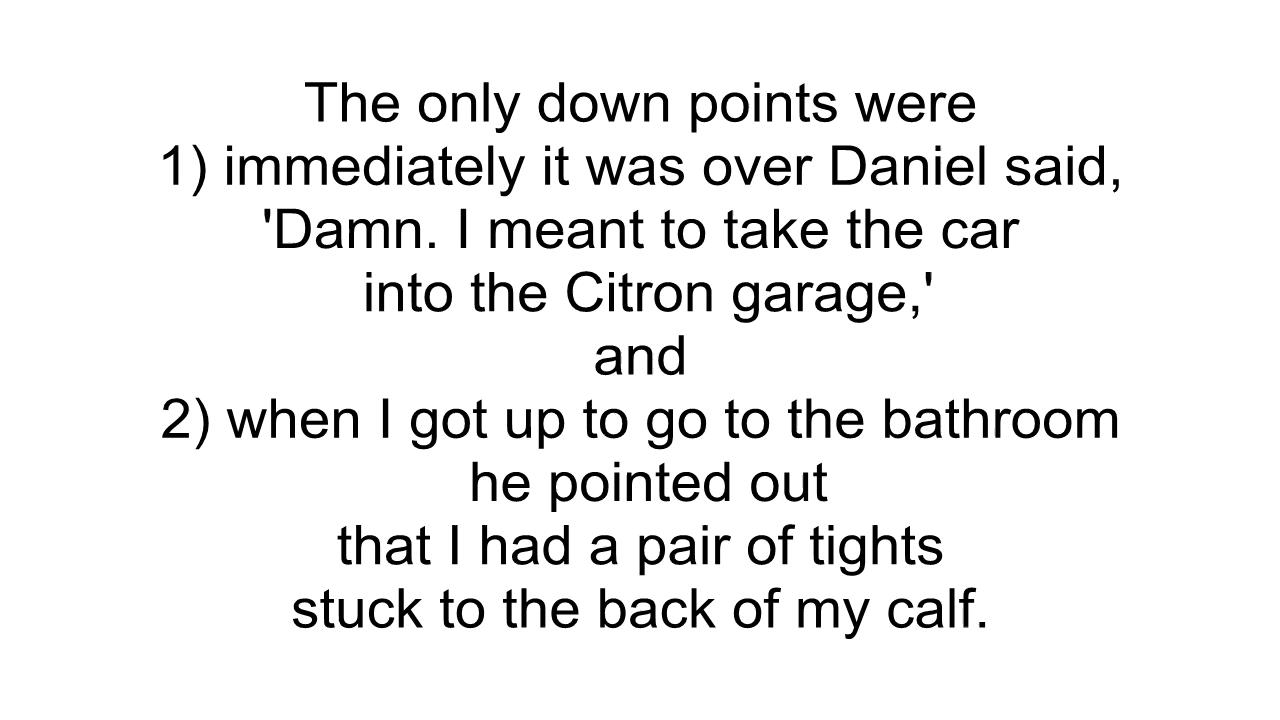 The only down points were
1) immediately it was over Daniel said,
'Damn. I meant to take the car
into the Citron garage,'
and
2) when I got up to go to the bathroom
he pointed out
that I had a pair of tights
stuck to the back of my calf.